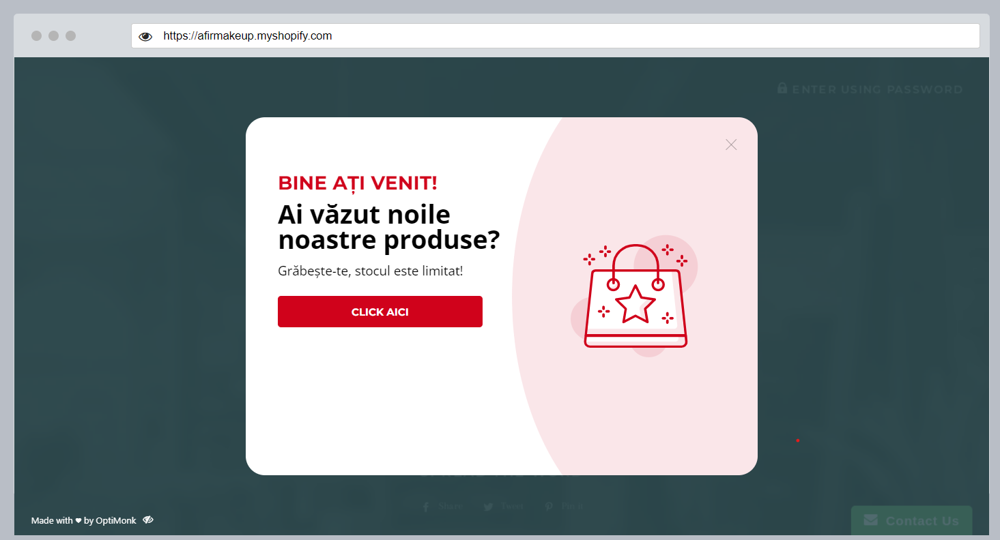 https://afirmakeup.myshopify.com
ENTER USING PASSWORD
BINE AȚI VENIT!
Ai văzut noile
noastre produse?
Grăbește-te, stocul este limitat!
CLICK AICI
Share Tweet Pin it
Made with ♥ by OptiMonk
Contact Us